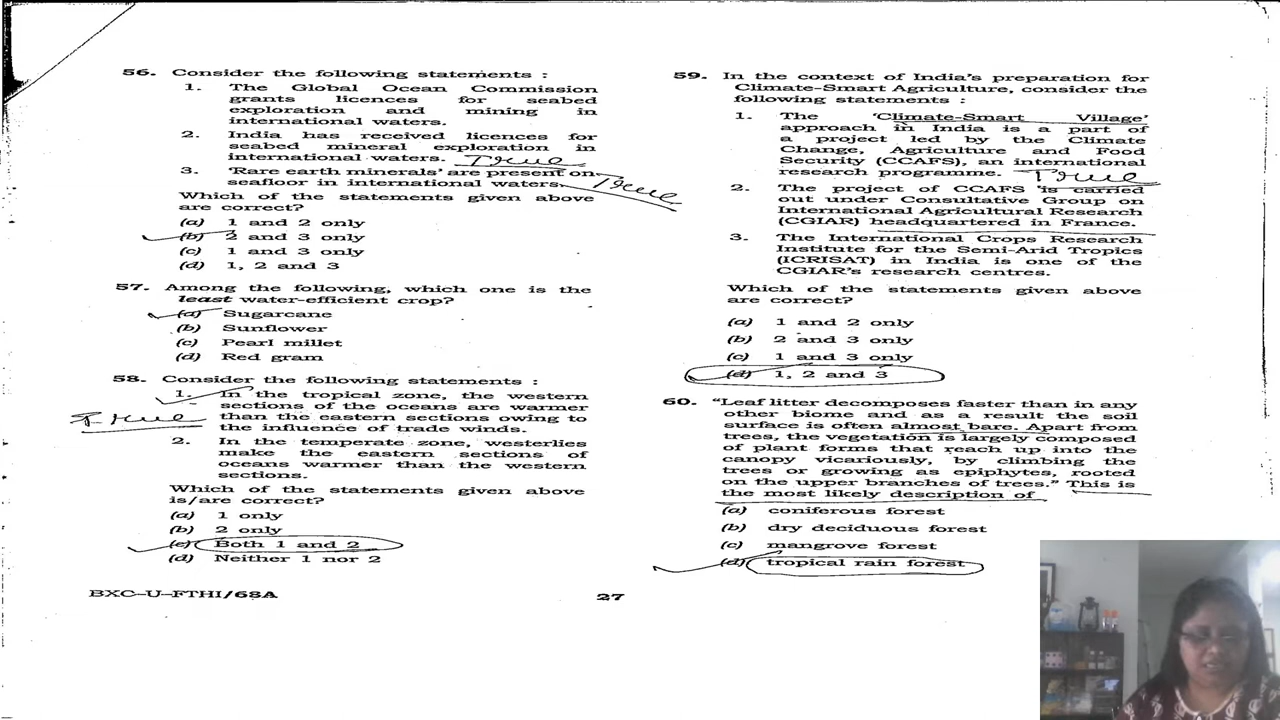 56. Consider the following statements :
1. The Global Ocean Commission
grants licences for seabed
exploration and mining in
international waters.
2. India has received licences for
seabed mineral exploration in
international waters. True
3. 'Rare earth minerals' are present on
seafloor in international waters. True
Which of the statements given above
are correct?
(a) 1 and 2 only
(b) 2 and 3 only
(c) 1 and 3 only
(d) 1, 2 and 3
57. Among the following, which one is the
least water-efficient crop?
(a) Sugarcane
(b) Sunflower
(c) Pearl millet
(d) Red gram
58. Consider the following statements :
1. In the tropical zone, the western
sections of the oceans are warmer
True than the eastern sections owing to
the influence of trade winds.
2. In the temperate zone, westerlies
make the eastern sections of
oceans warmer than the western
sections.
Which of the statements given above
is/are correct?
(a) 1 only
(b) 2 only
(c) Both 1 and 2
(d) Neither 1 nor 2
BXC–U–FTHI/68A
27
59. In the context of India's preparation for
Climate-Smart Agriculture, consider the
following statements :
1. The 'Climate-Smart Village'
approach in India is a part of
a project led by the Climate
Change, Agriculture and Food
Security (CCAFS), an international
research programme. True
2. The project of CCAFS is carried
out under Consultative Group on
International Agricultural Research
(CGIAR) headquartered in France.
3. The International Crops Research
Institute for the Semi-Arid Tropics
(ICRISAT) in India is one of the
CGIAR's research centres.
Which of the statements given above
are correct?
(a) 1 and 2 only
(b) 2 and 3 only
(c) 1 and 3 only
(d) 1, 2 and 3
60. "Leaf litter decomposes faster than in any
other biome and as a result the soil
surface is often almost bare. Apart from
trees, the vegetation is largely composed
of plant forms that reach up into the
canopy vicariously, by climbing the
trees or growing as epiphytes, rooted
on the upper branches of trees." This is
the most likely description of
(a) coniferous forest
(b) dry deciduous forest
(c) mangrove forest
(d) tropical rain forest